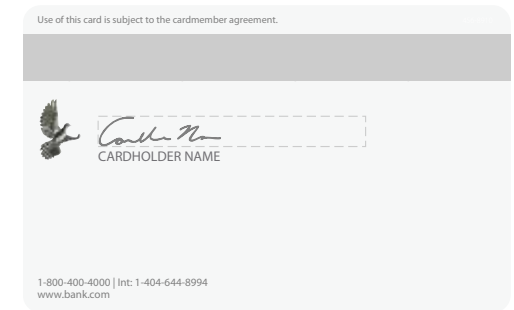 Use of this card is subject to the cardmember agreement.
CARDHOLDER NAME
1-800-400-4000 | Int: 1-404-644-8994
www.bank.com